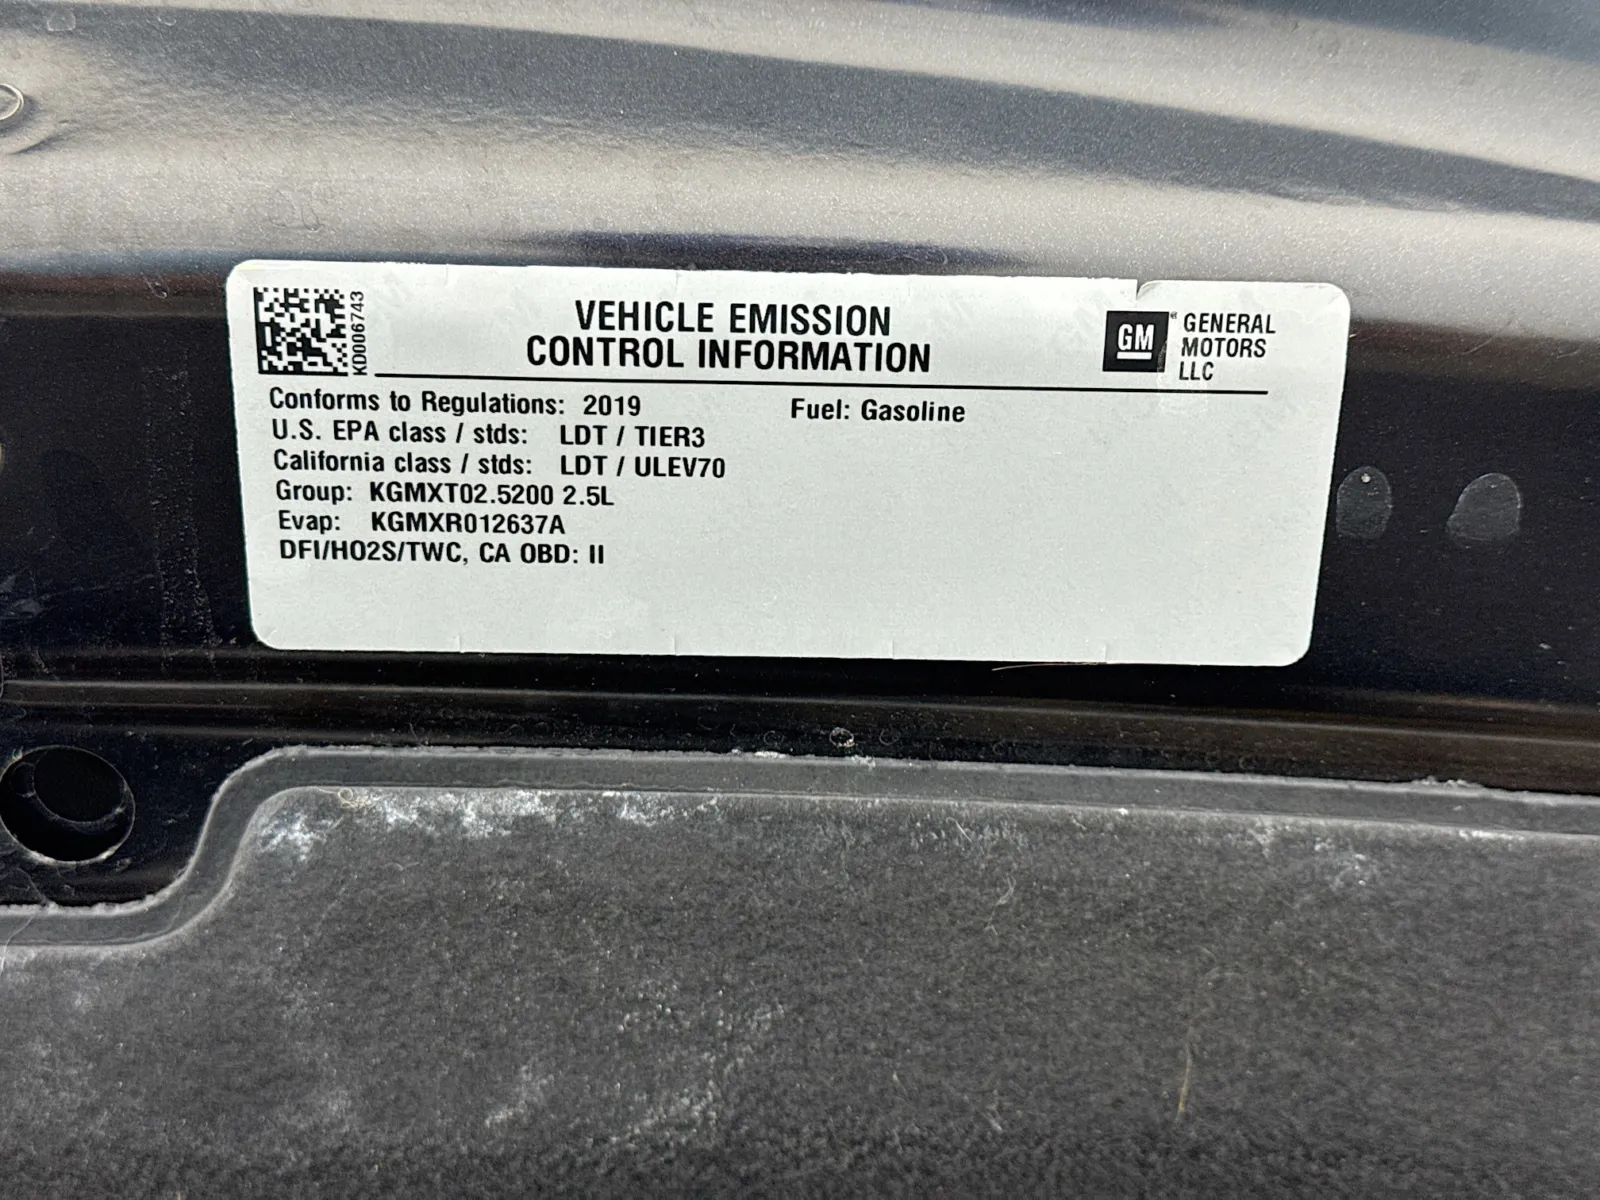 KD006743
VEHICLE EMISSION
CONTROL INFORMATION
GM
GENERAL
MOTORS
LLC
Conforms to Regulations: 2019 Fuel: Gasoline
U.S. EPA class / stds: LDT / TIER3
California class / stds: LDT / ULEV70
Group: KGMXT02.5200 2.5L
Evap: KGMXR012637A
DFI/HO2S/TWC, CA OBD: II